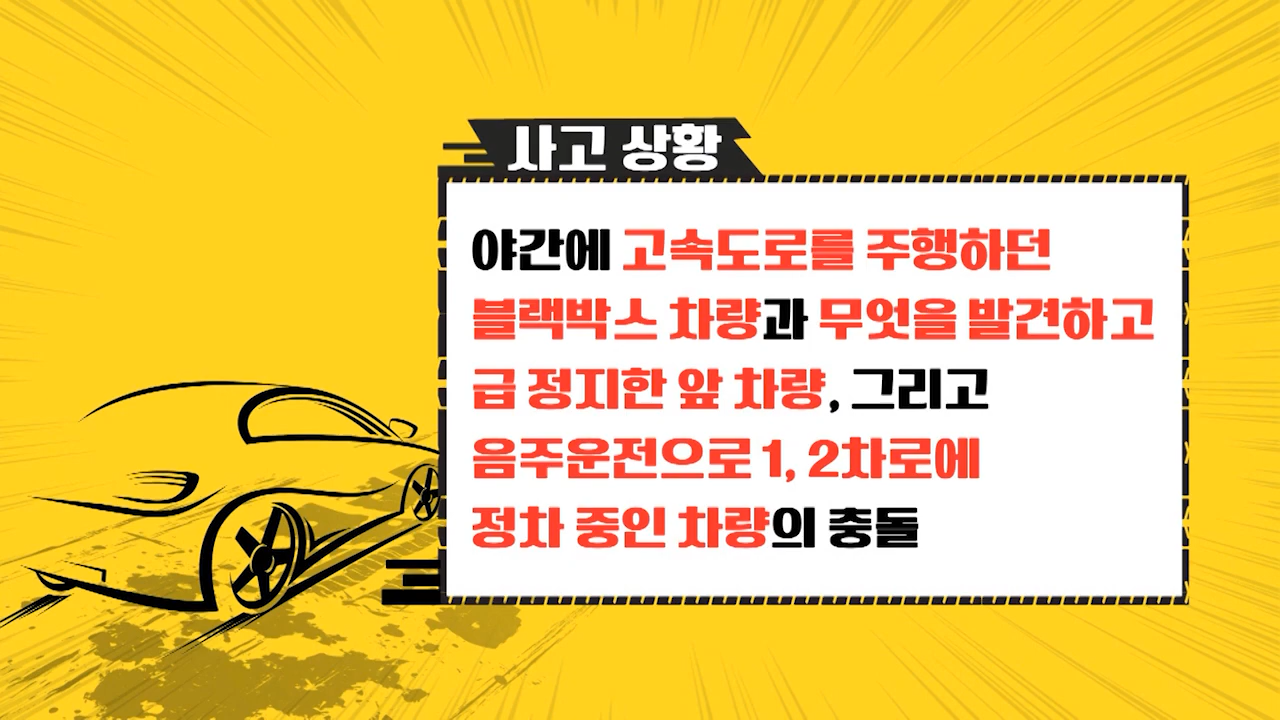 사고 상황
야간에 고속도로를 주행하던
블랙박스 차량과 무엇을 발견하고
급 정지한 앞 차량, 그리고
음주운전으로 1, 2차로에
정차 중인 차량의 충돌